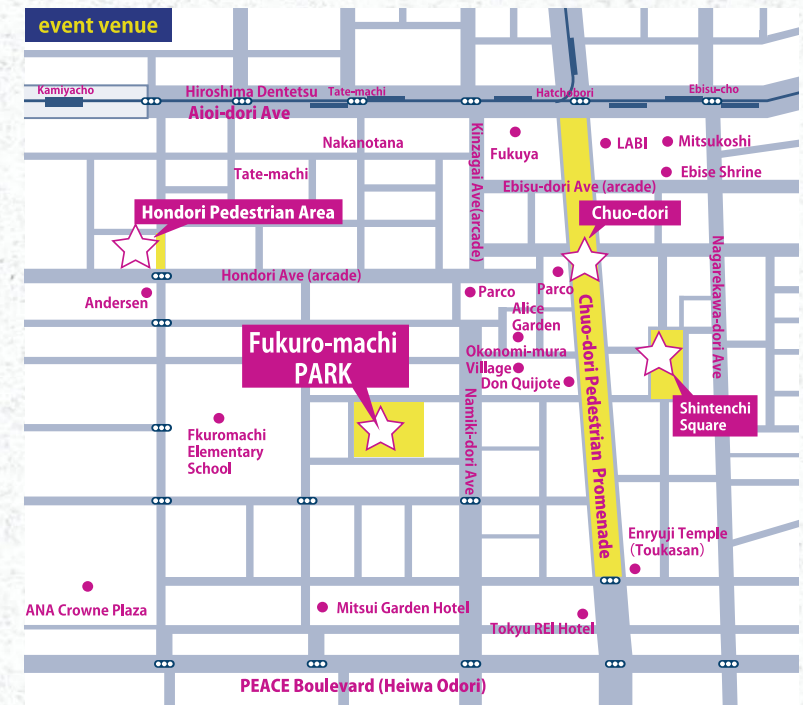 event venue
Kamiyacho
Hiroshima Dentetsu
Tate-machi
Hatchobori
Ebisu-cho
Aioi-dori Ave
Nakanotana
Kinzagai Ave(arcade)
Fukuya
LABI
Mitsukoshi
Tate-machi
Ebise Shrine
Ebisu-dori Ave (arcade)
Hondori Pedestrian Area
Chuo-dori
Nagarekawa-dori Ave
Hondori Ave (arcade)
Andersen
Parco
Parco
Alice
Garden
Chuo-dori Pedestrian Promenade
Fukuro-machi
PARK
Okonomi-mura
Village
Don Quijote
Namiki-dori Ave
Shintenchi
Square
Fkuromachi
Elementary
School
Enryuji Temple
(Toukasan)
ANA Crowne Plaza
Mitsui Garden Hotel
Tokyu REI Hotel
PEACE Boulevard (Heiwa Odori)